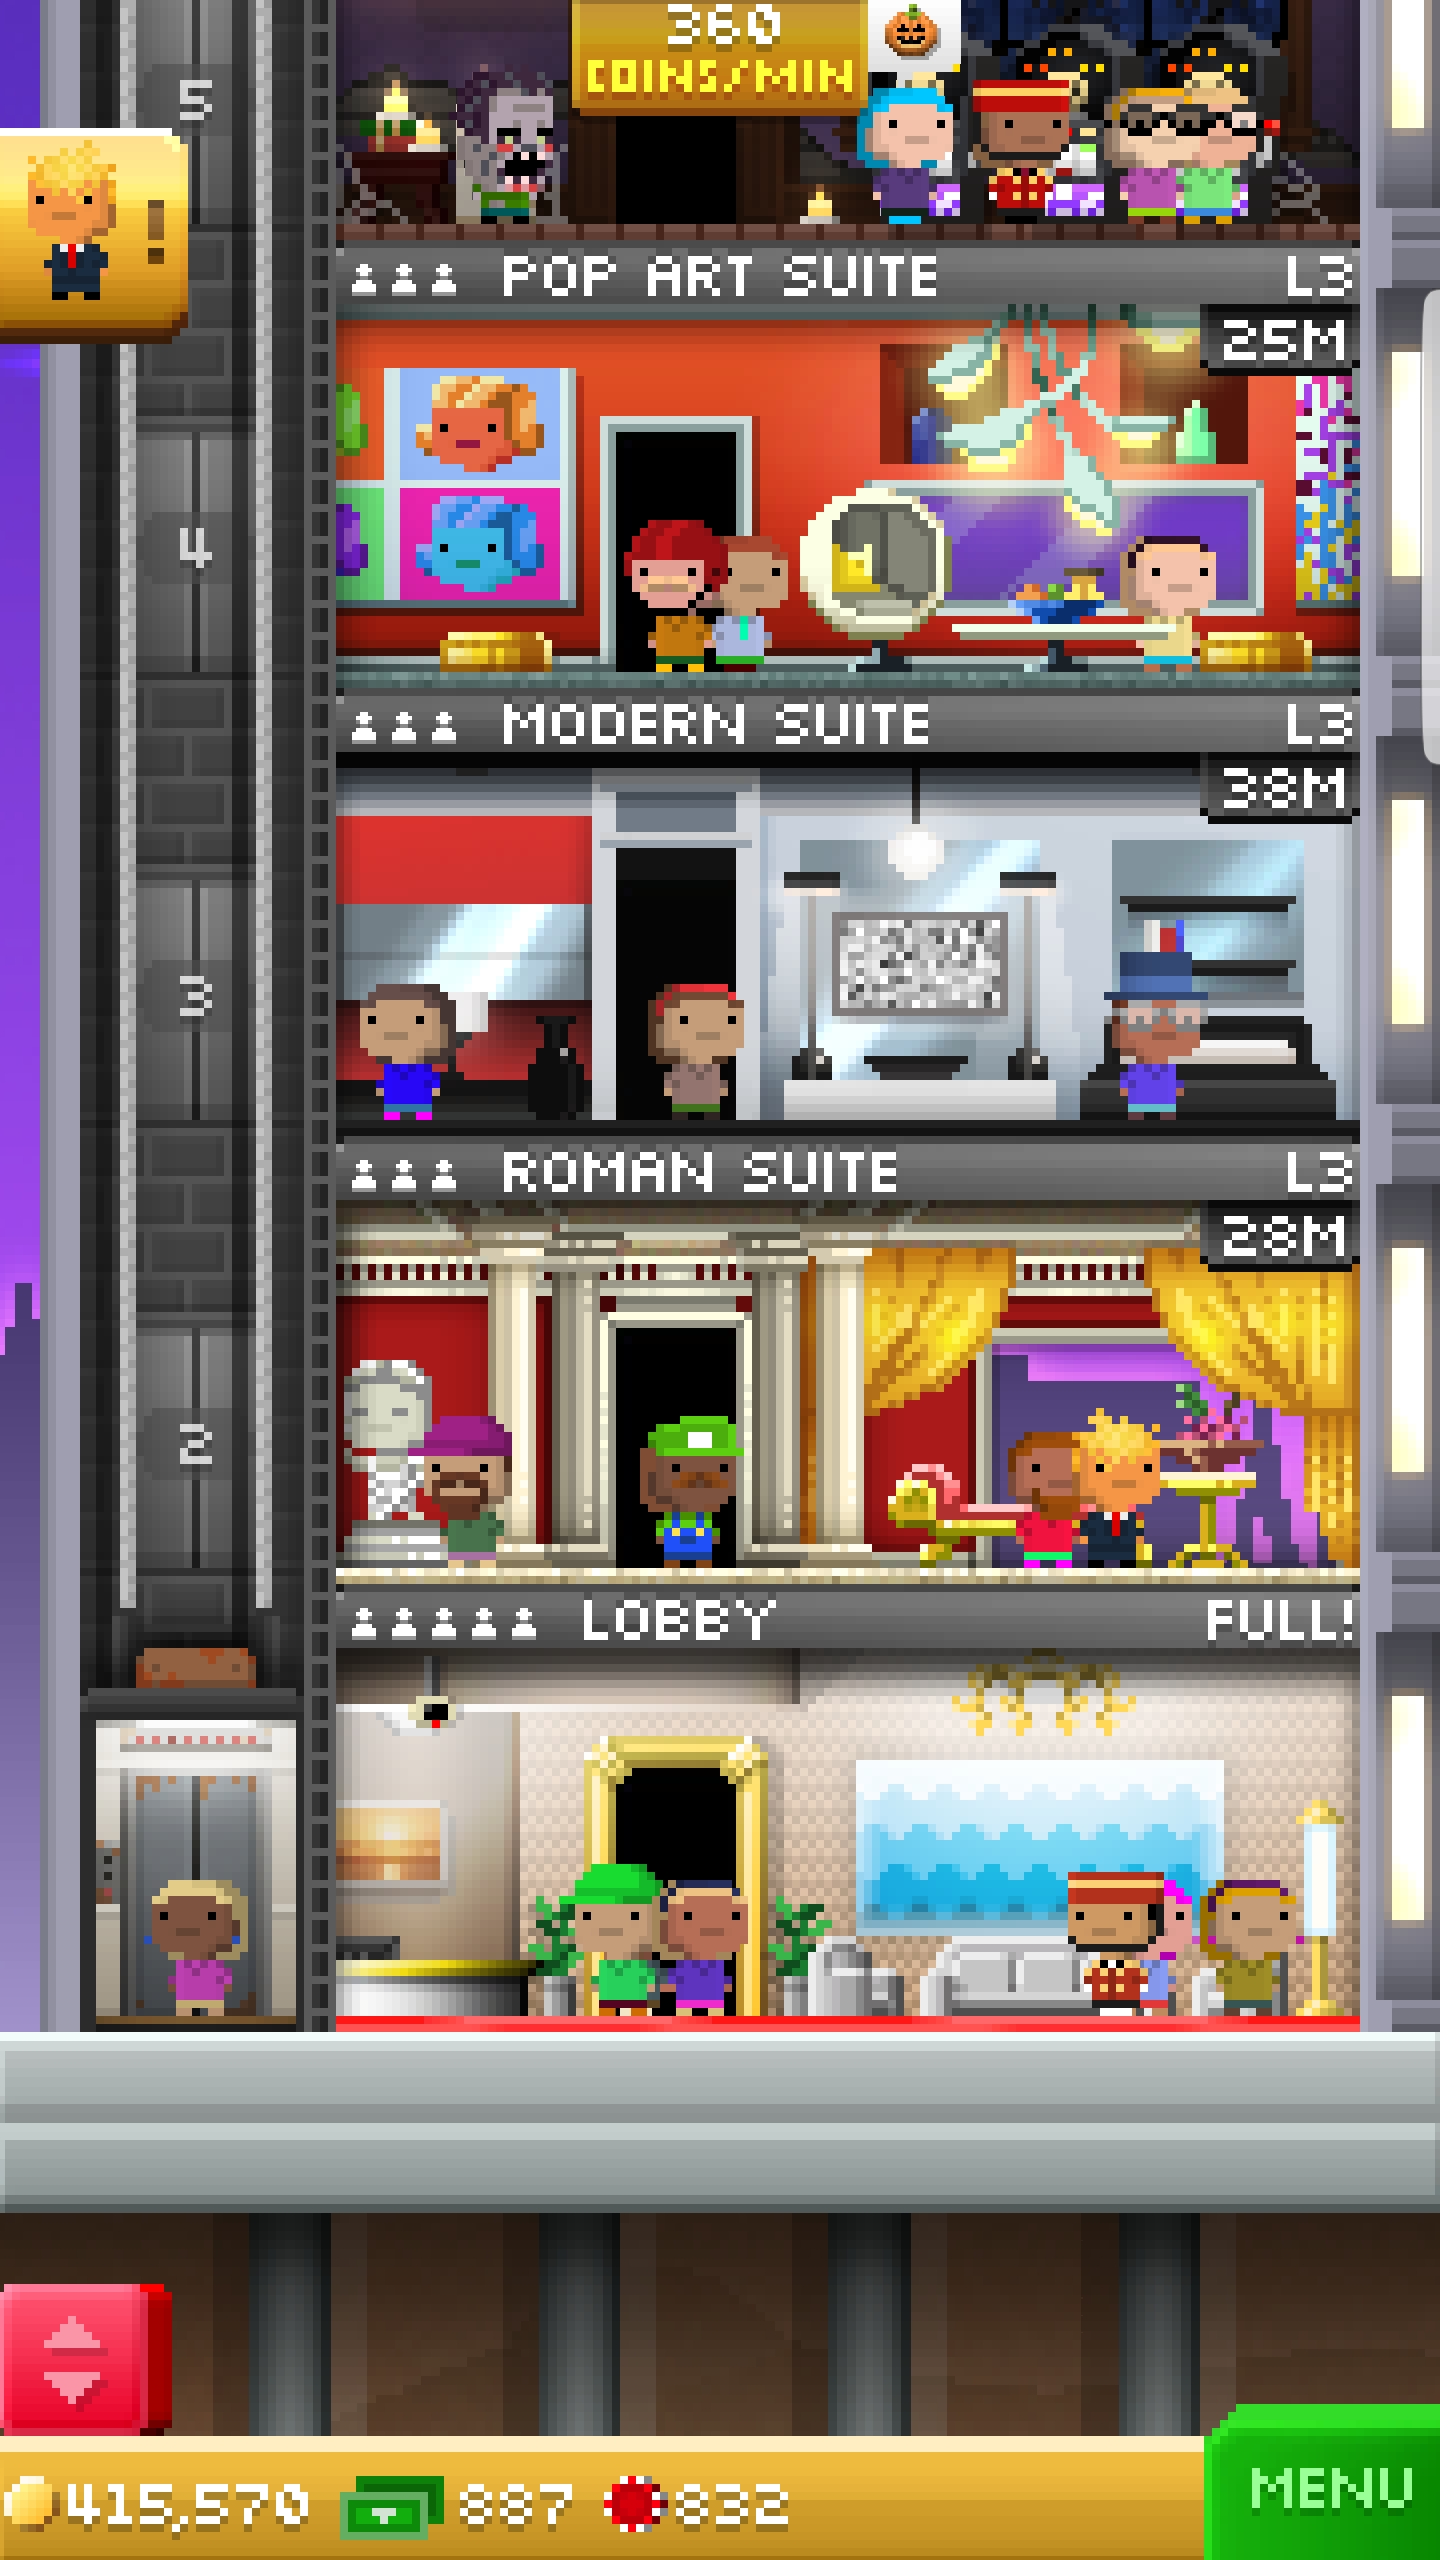 360
COINS/MIN
5
!
POP ART SUITE L3
25M
4
MODERN SUITE L3
38M
3
ROMAN SUITE L3
28M
2
LOBBY FULL!
415,570 887 832
MENU